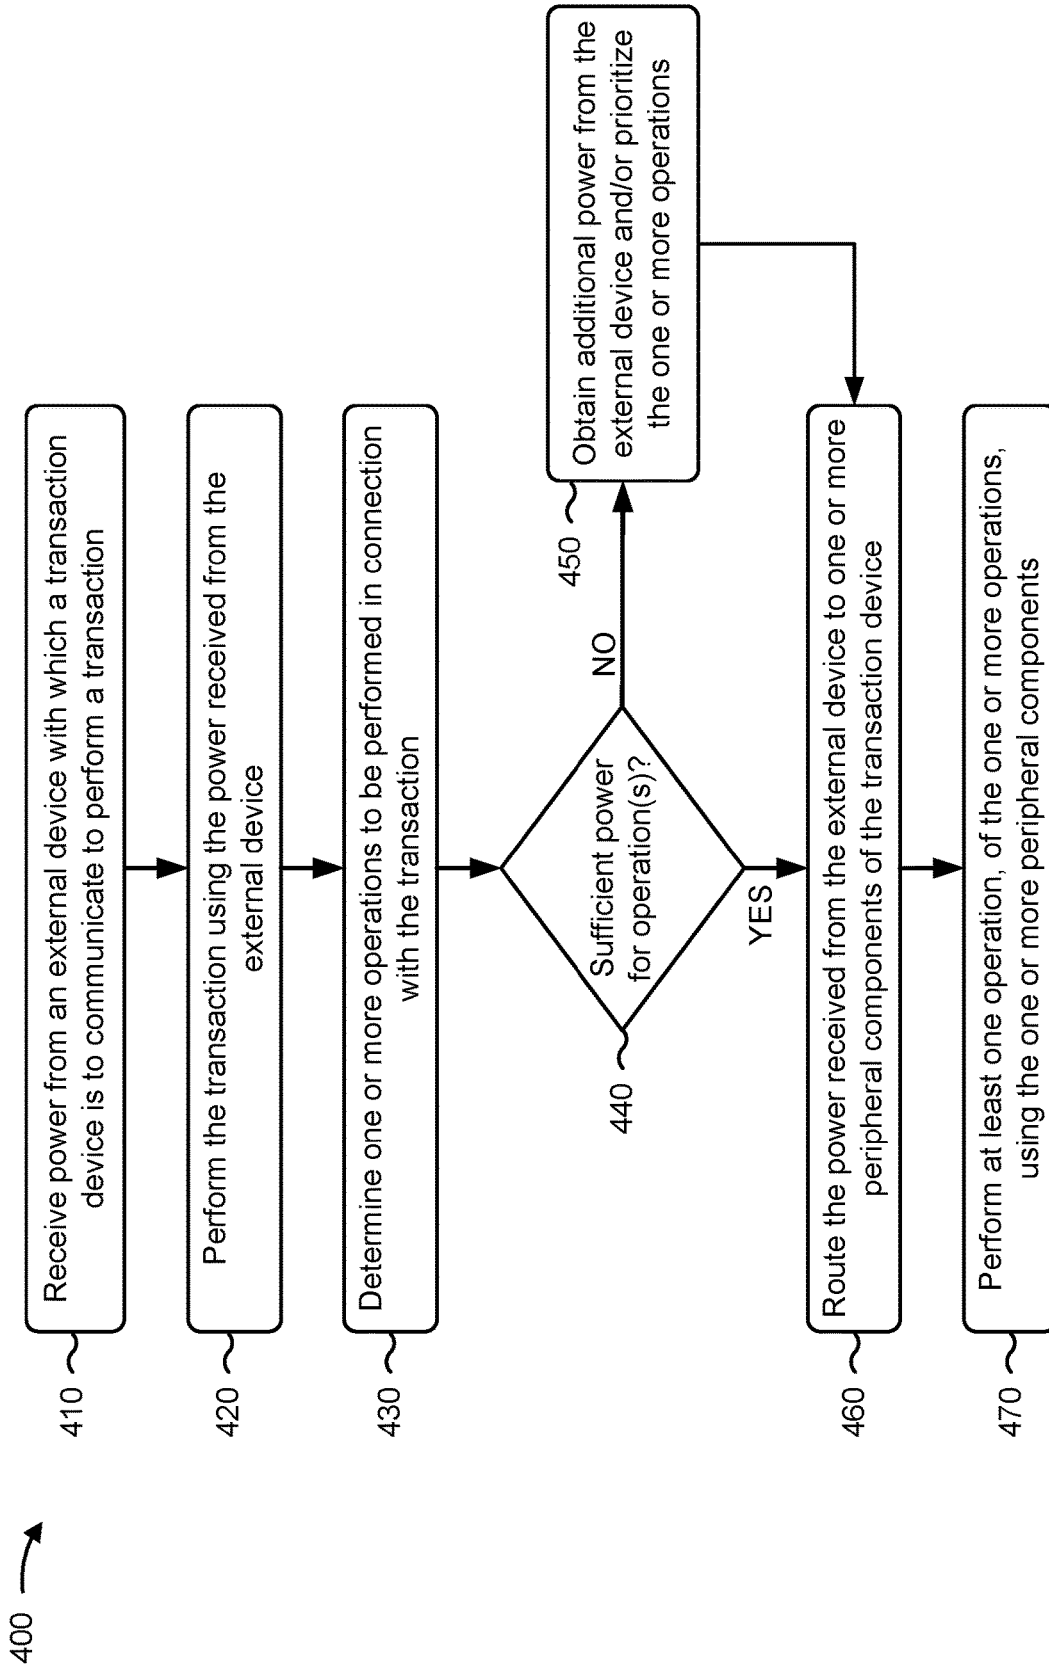 400
410
Receive power from an external device with which a transaction
device is to communicate to perform a transaction
420
Perform the transaction using the power received from the
external device
430
Determine one or more operations to be performed in connection
with the transaction
440
Sufficient power
for operation(s)?
NO
450
Obtain additional power from the
external device and/or prioritize
the one or more operations
YES
460
Route the power received from the external device to one or more
peripheral components of the transaction device
470
Perform at least one operation, of the one or more operations,
using the one or more peripheral components